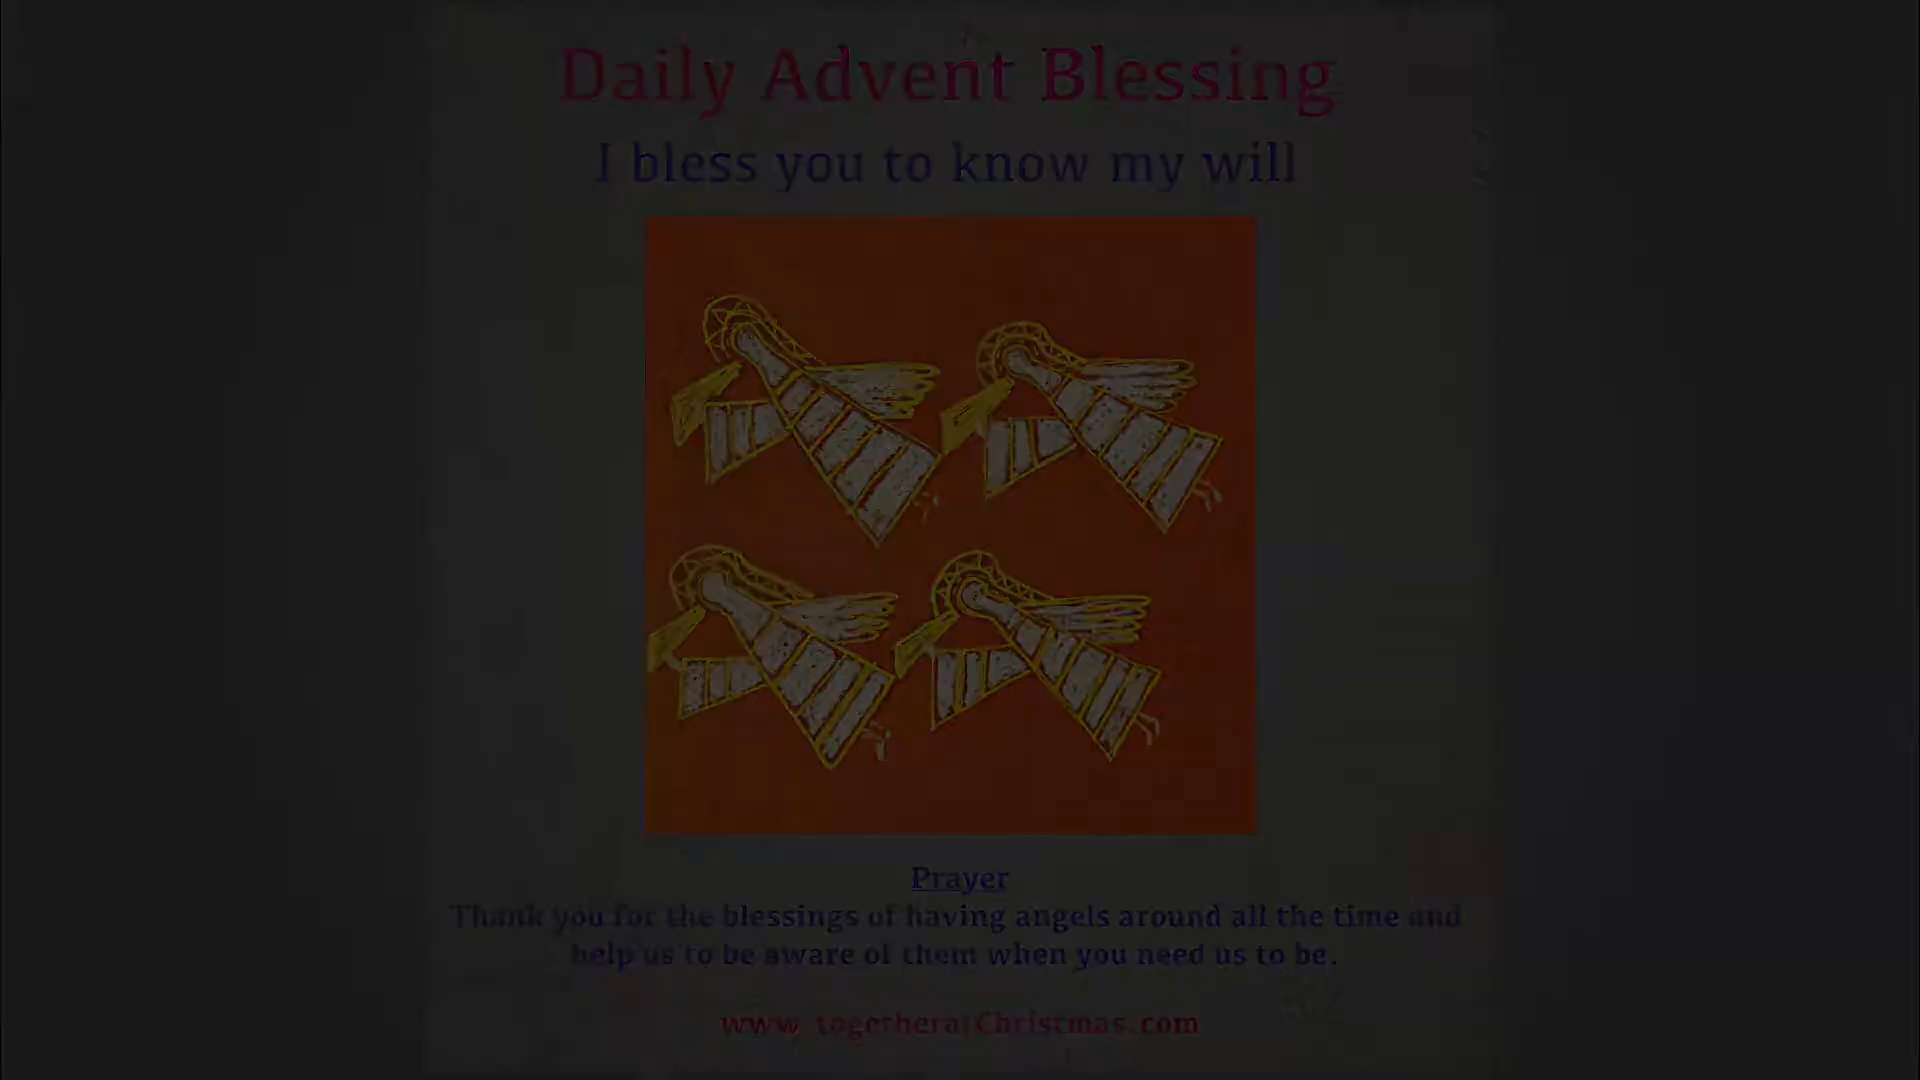 Daily Advent Blessing
I bless you to know my will
Prayer
Thank you for the blessings of having angels around all the time and
help us to be aware of them when you need us to be.
www.togetheratChristmas.com